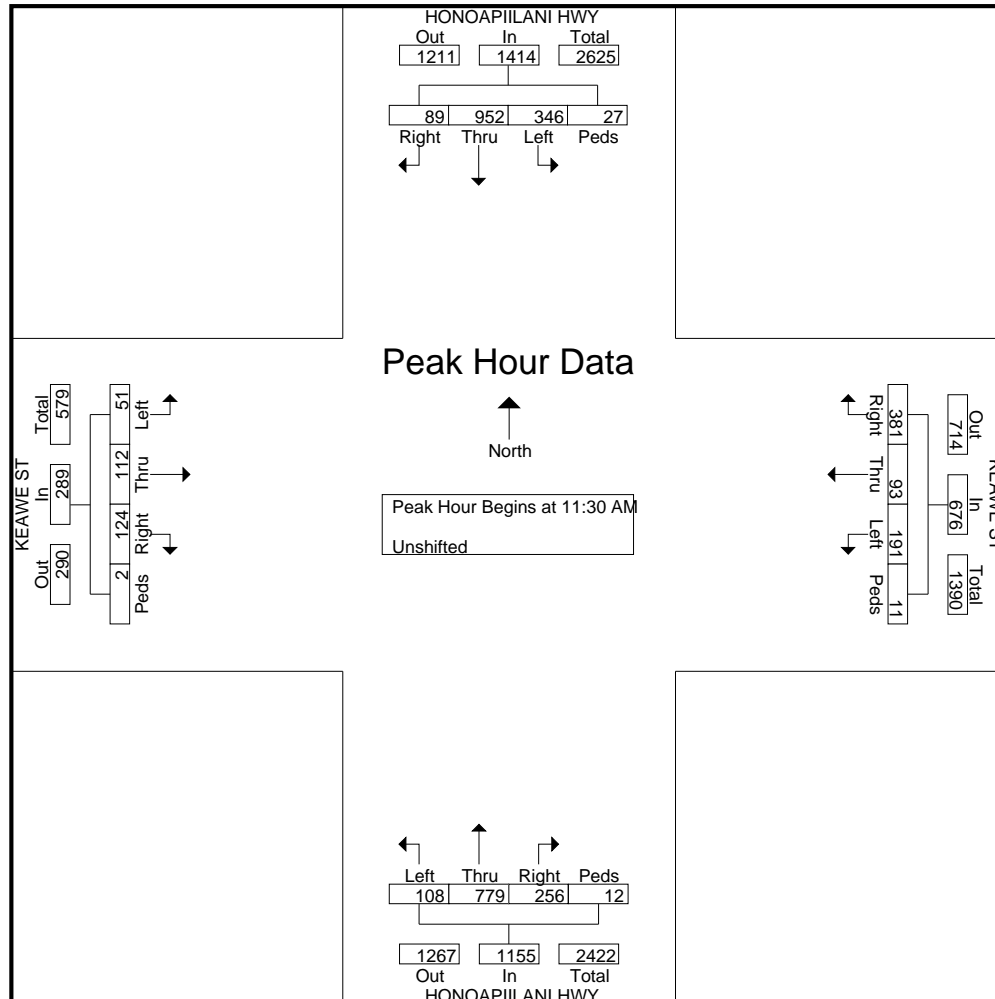 HONOAPIILANI HWY
Out In Total
1211 1414 2625
89 952 346 27
Right Thru Left Peds
Peak Hour Data
North
Peak Hour Begins at 11:30 AM
Unshifted
KEAWE ST
Total In Out
579 289 290
51 112 124 2
Left Thru Right Peds
Right Thru Left Peds
381 93 191 11
714 676 1390
Out In Total
KEAWE ST
Left Thru Right Peds
108 779 256 12
1267 1155 2422
Out In Total
HONOAPIILANI HWY